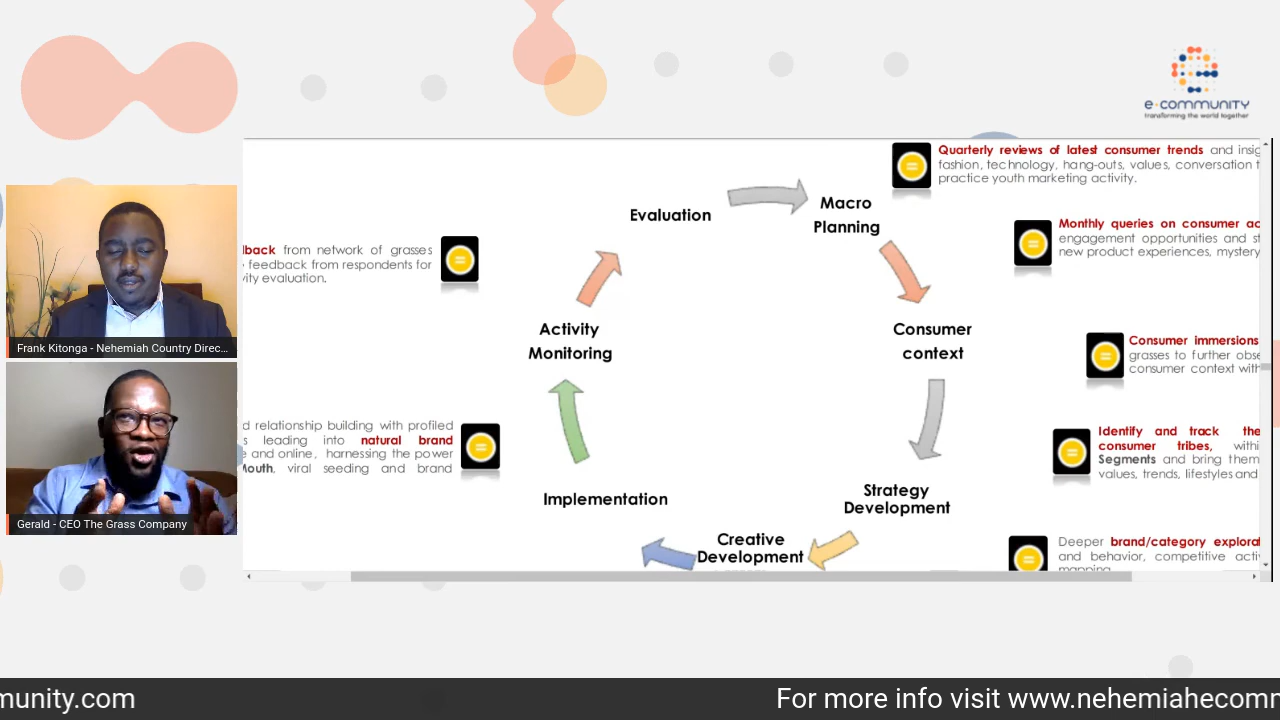 e·community
transforming the world together
Quarterly reviews of latest consumer trends and insig
fashion, technology, hang-outs, values, conversation t
practice youth marketing activity.
Evaluation
Macro
Planning
Monthly queries on consumer ac
engagement opportunities and st
new product experiences, mystery
lback from network of grasses
feedback from respondents for
vity evaluation.
Activity
Monitoring
Consumer
context
Consumer immersions
grasses to further obse
consumer context with
Frank Kitonga - Nehemiah Country Direc...
d relationship building with profiled
s leading into natural brand
e and online, harnessing the power
Mouth, viral seeding and brand
Identify and track the
consumer tribes, withi
Segments and bring them
values, trends, lifestyles and
Implementation
Strategy
Development
Gerald - CEO The Grass Company
Creative
Development
Deeper brand/category explorat
and behavior, competitive activ
mapping
munity.com
For more info visit www.nehemiahecomm